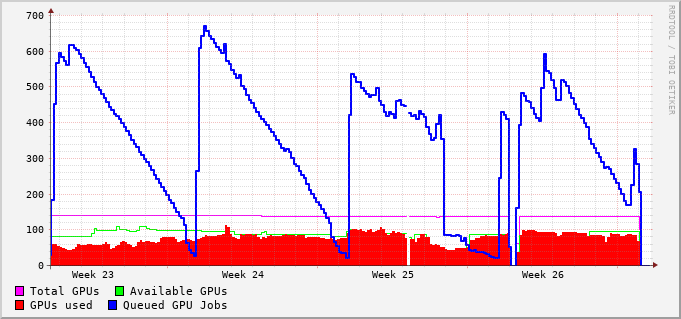 700
600
500
400
300
200
100
0
Week 23 Week 24 Week 25 Week 26
Total GPUs Available GPUs
GPUs used Queued GPU Jobs
RRDTOOL / TOBI OETIKER